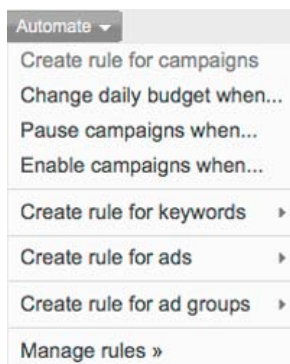 Automate
Create rule for campaigns
Change daily budget when...
Pause campaigns when...
Enable campaigns when...
Create rule for keywords
Create rule for ads
Create rule for ad groups
Manage rules »